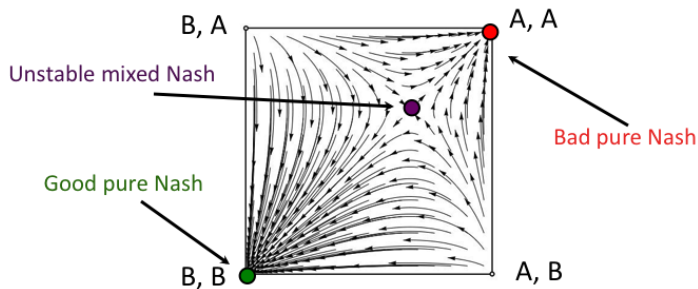 B, A
A, A
Unstable mixed Nash
Bad pure Nash
Good pure Nash
B, B
A, B